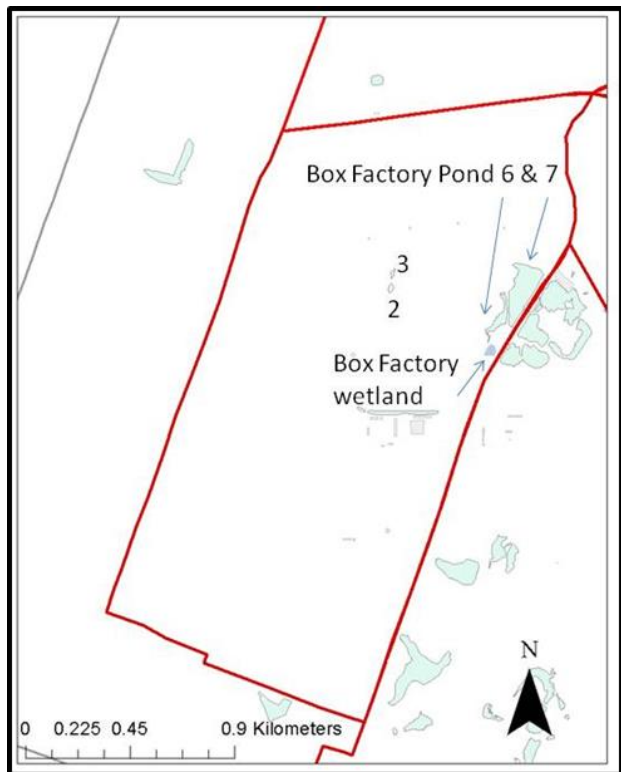 Box Factory Pond 6 & 7
3
2
Box Factory
wetland
N
0 0.225 0.45 0.9 Kilometers